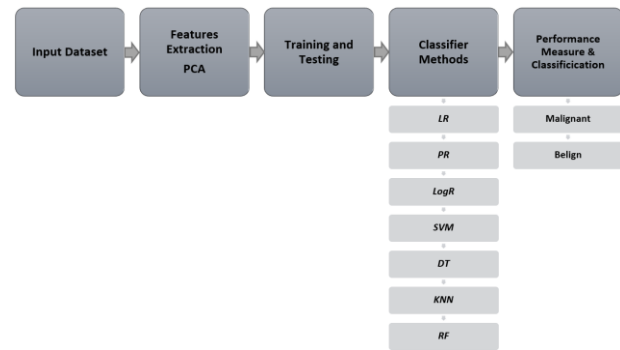 Input Dataset
Features
Extraction
PCA
Training and
Testing
Classifier
Methods
Performance
Measure &
Classificication
LR
PR
LogR
SVM
DT
KNN
RF
Malignant
Belign